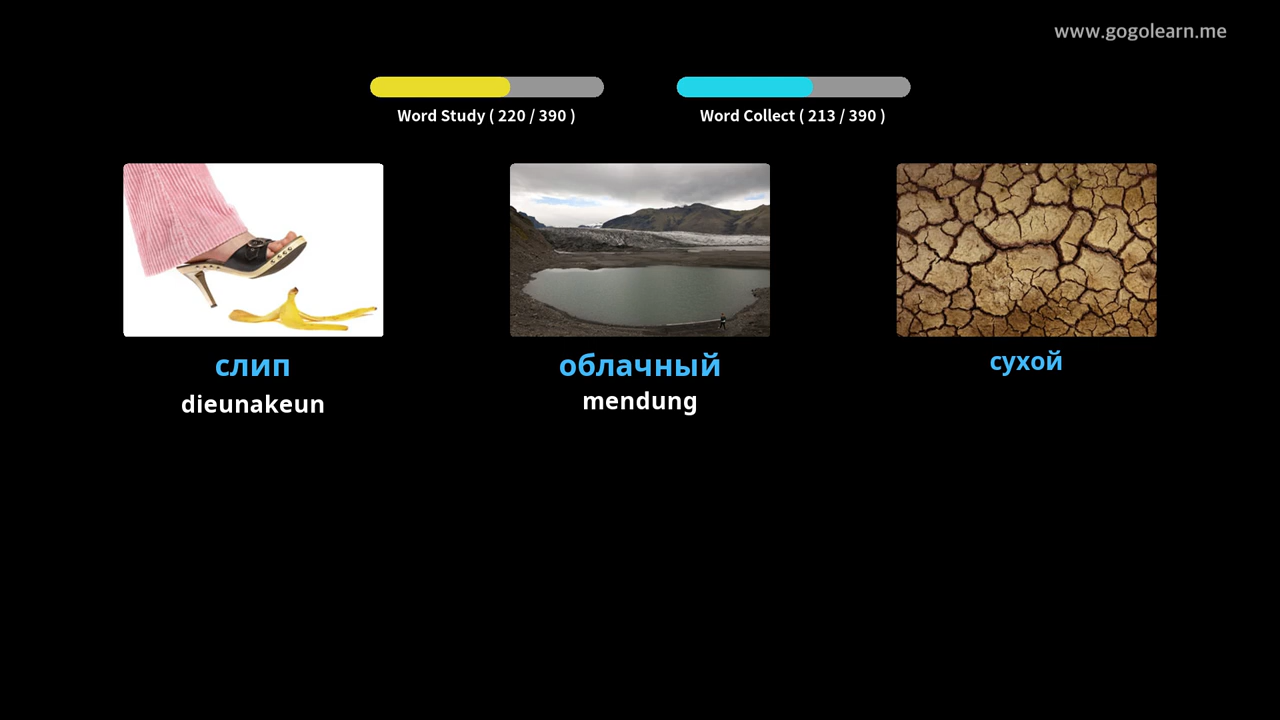 www.gogolearn.me
Word Study ( 220 / 390 )
Word Collect ( 213 / 390 )
слип
облачный
сухой
dieunakeun
mendung